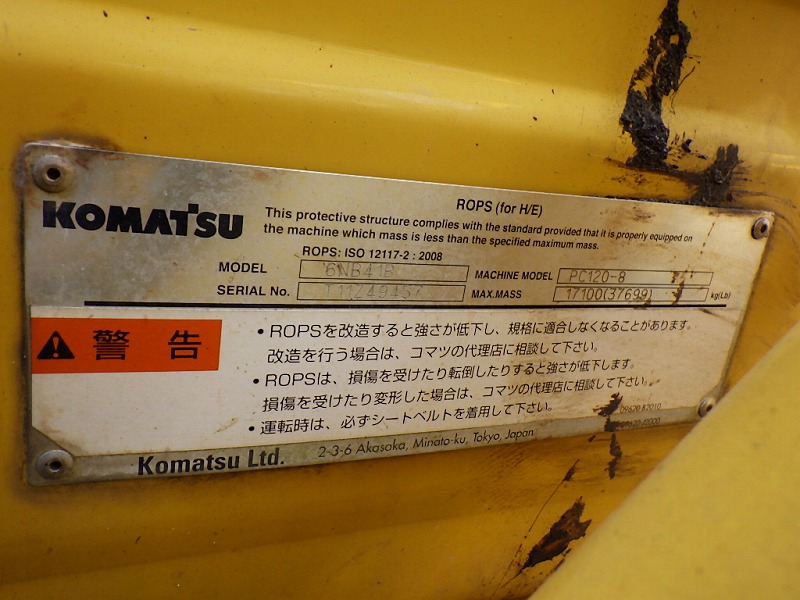 KOMATSU
ROPS (for H/E)
This protective structure complies with the standard provided that it is properly equipped on
the machine which mass is less than the specified maximum mass.
ROPS: ISO 12117-2 : 2008
MODEL 6NB41B MACHINE MODEL PC120-8
SERIAL No. MAX.MASS 17100(37699) kg(Lb)
警告
・ROPSを改造すると強さが低下し、規格に適合しなくなることがあります。
改造を行う場合は、コマツの代理店に相談して下さい。
・ROPSは、損傷を受けたり転倒したりすると強さが低下します。
損傷を受けたり変形した場合は、コマツの代理店に相談して下さい。
・運転時は、必ずシートベルトを着用して下さい。
Komatsu Ltd. 2-3-6 Akasaka, Minato-ku, Tokyo, Japan